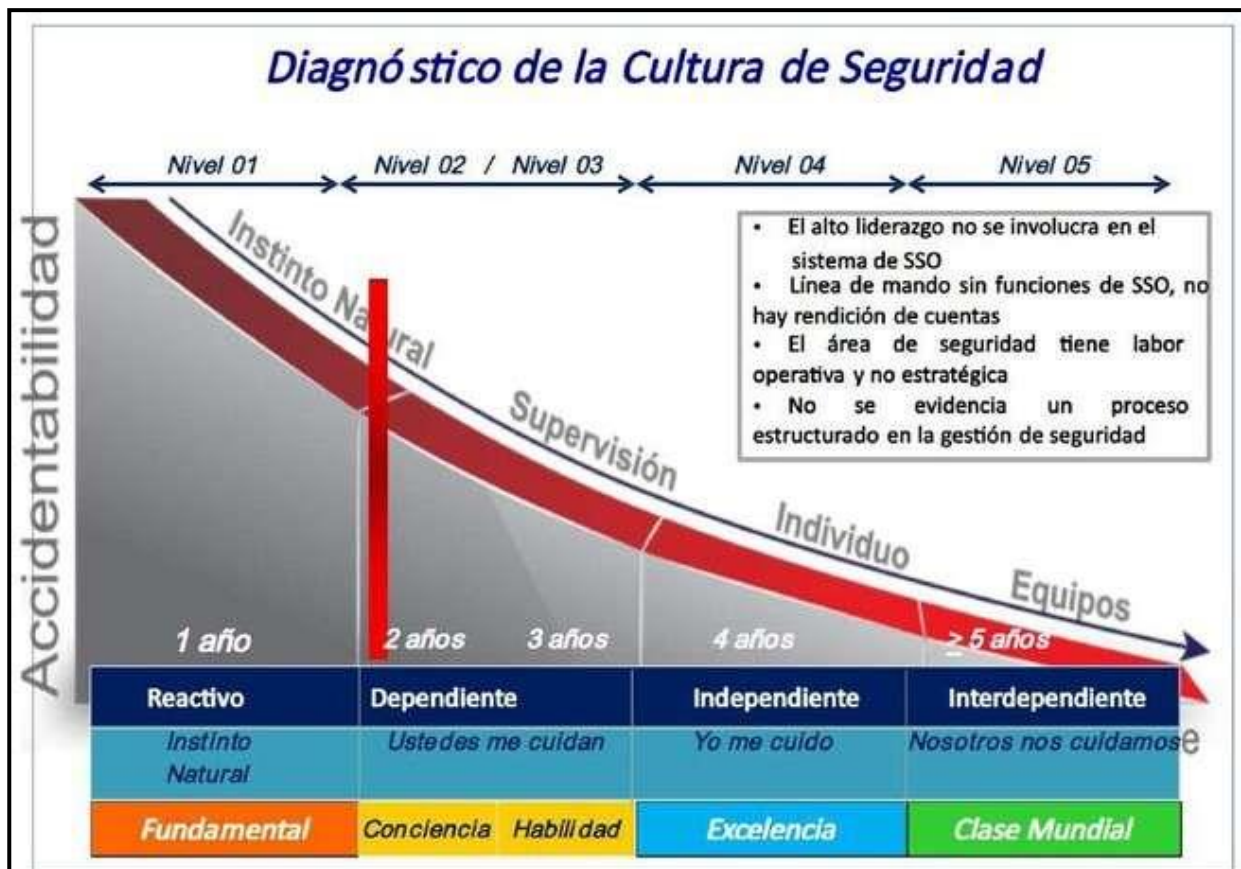 Diagnóstico de la Cultura de Seguridad
Nivel 01
Nivel 02 / Nivel 03
Nivel 04
Nivel 05
Accidentabilidad
Instinto Natural
Supervisión
Individuo
Equipos
• El alto liderazgo no se involucra en el
sistema de SSO
• Línea de mando sin funciones de SSO, no
hay rendición de cuentas
• El área de seguridad tiene labor
operativa y no estratégica
• No se evidencia un proceso
estructurado en la gestión de seguridad
1 año
2 años
3 años
4 años
≥ 5 años
Reactivo
Dependiente
Independiente
Interdependiente
Instinto
Natural
Ustedes me cuidan
Yo me cuido
Nosotros nos cuidamos
e
Fundamental
Conciencia
Habilidad
Excelencia
Clase Mundial